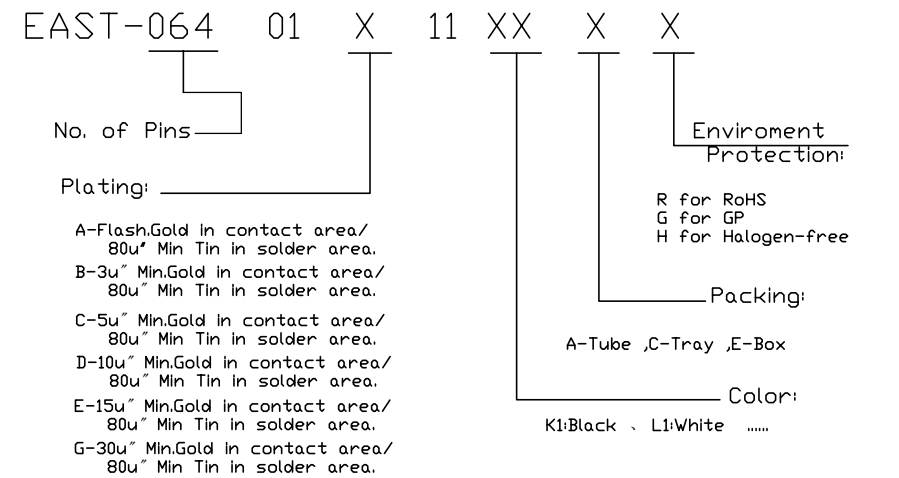 EAST-064 01 X 11 XX X X
No. of Pins
Plating:
A-Flash.Gold in contact area/
80u″ Min Tin in solder area.
B-3u″ Min.Gold in contact area/
80u″ Min Tin in solder area.
C-5u″ Min.Gold in contact area/
80u″ Min Tin in solder area.
D-10u″ Min.Gold in contact area/
80u″ Min Tin in solder area.
E-15u″ Min.Gold in contact area/
80u″ Min Tin in solder area.
G-30u″ Min.Gold in contact area/
80u″ Min Tin in solder area.
Enviroment
Protection:
R for RoHS
G for GP
H for Halogen-free
Packing:
A-Tube ,C-Tray ,E-Box
Color:
K1:Black 、 L1:White ......